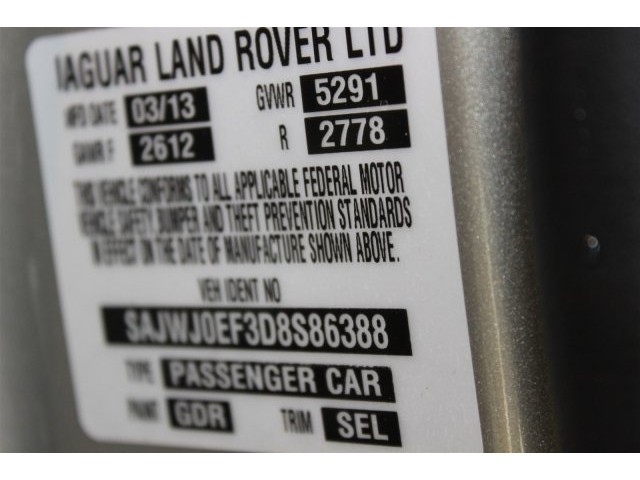 JAGUAR LAND ROVER LTD
MFD DATE 03/13 GVWR 5291
GAWR F 2612 R 2778
THIS VEHICLE CONFORMS TO ALL APPLICABLE FEDERAL MOTOR
VEHICLE SAFETY, BUMPER AND THEFT PREVENTION STANDARDS
IN EFFECT ON THE DATE OF MANUFACTURE SHOWN ABOVE.
VEH IDENT NO
SAJWJ0EF3D8S86388
TYPE PASSENGER CAR
PAINT GDR TRIM SEL